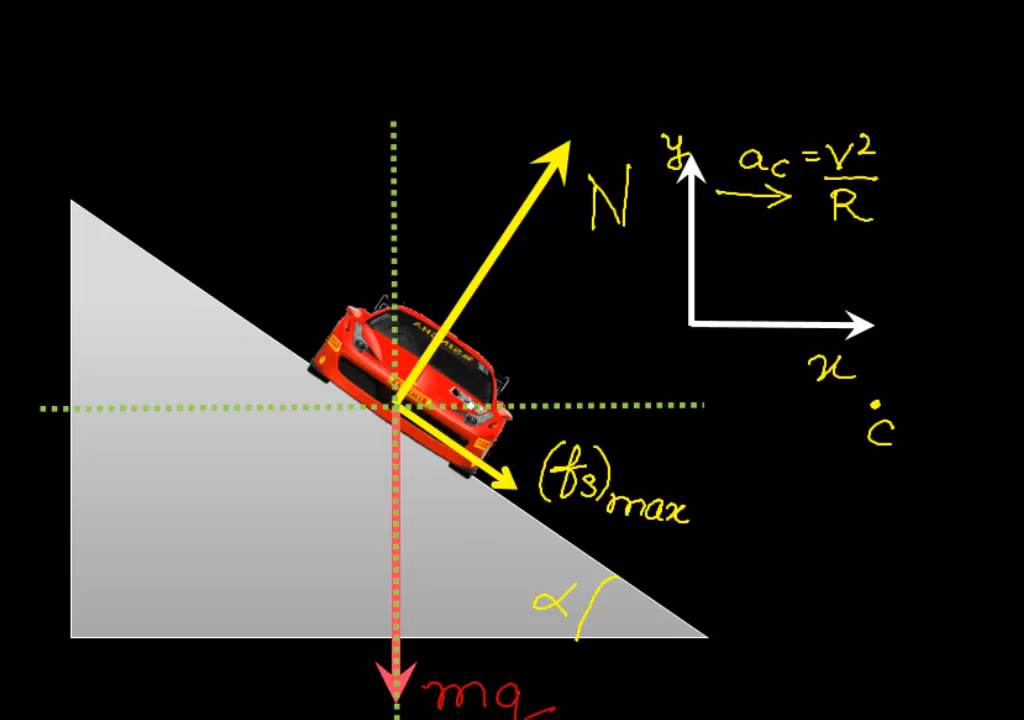 y
a_c = v²/R
N
x
c
(fs)max
α
mg